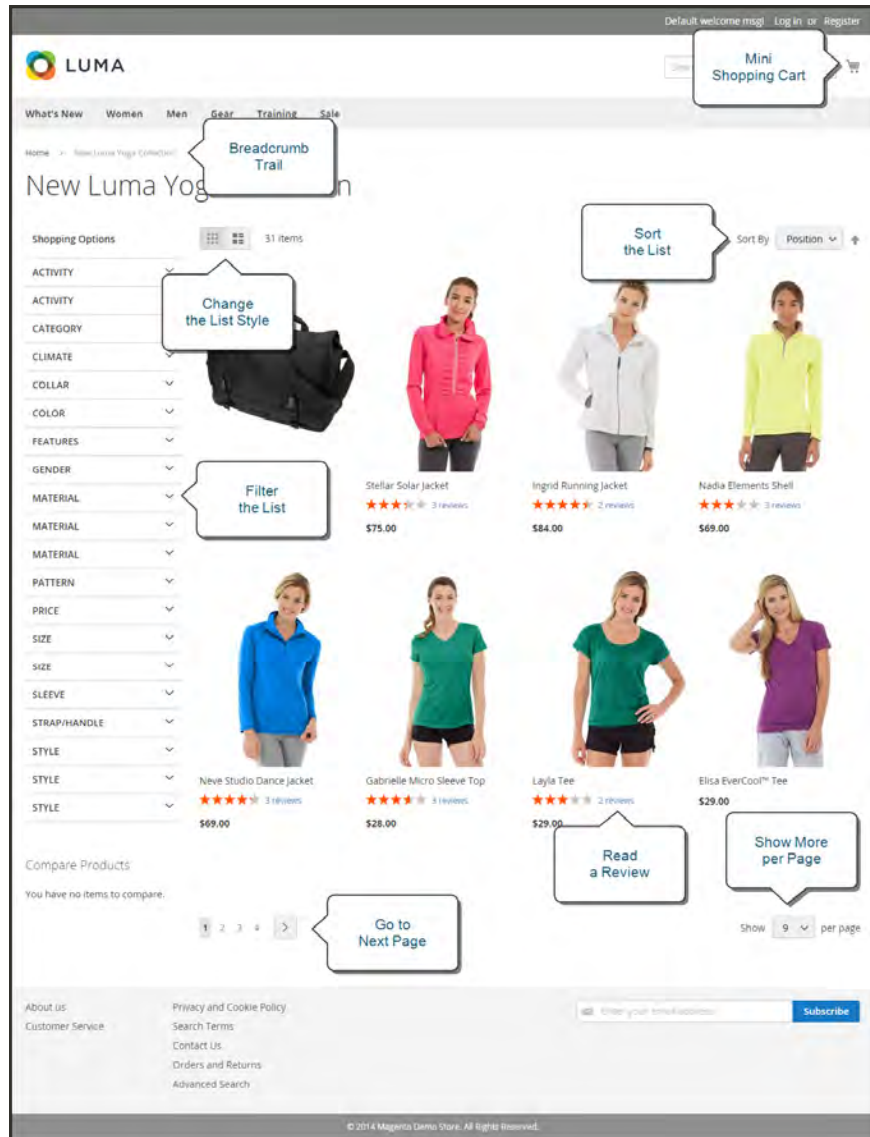 Default welcome msg! Log in or Register
LUMA
Mini
Shopping Cart
What's New Women Men Gear Training Sale
Home > New Luma Yoga Collection
Breadcrumb
Trail
New Luma Yog n
Shopping Options
31 items
Sort
the List
Sort By Position
Change
the List Style
ACTIVITY
ACTIVITY
CATEGORY
CLIMATE
COLLAR
COLOR
FEATURES
GENDER
MATERIAL
MATERIAL
MATERIAL
PATTERN
PRICE
SIZE
SIZE
SLEEVE
STRAP/HANDLE
STYLE
STYLE
STYLE
Filter
the List
Stellar Solar Jacket
3 reviews
$75.00
Ingrid Running Jacket
2 reviews
$84.00
Nadia Elements Shell
3 reviews
$69.00
Neve Studio Dance Jacket
3 reviews
$69.00
Gabrielle Micro Sleeve Top
3 reviews
$28.00
Layla Tee
2 reviews
$29.00
Elisa EverCool™ Tee
$29.00
Read
a Review
Show More
per Page
Compare Products
You have no items to compare.
1 2 3 4 >
Go to
Next Page
Show 9 per page
About us
Customer Service
Privacy and Cookie Policy
Search Terms
Contact Us
Orders and Returns
Advanced Search
Enter your email address
Subscribe
© 2014 Magento Demo Store. All Rights Reserved.